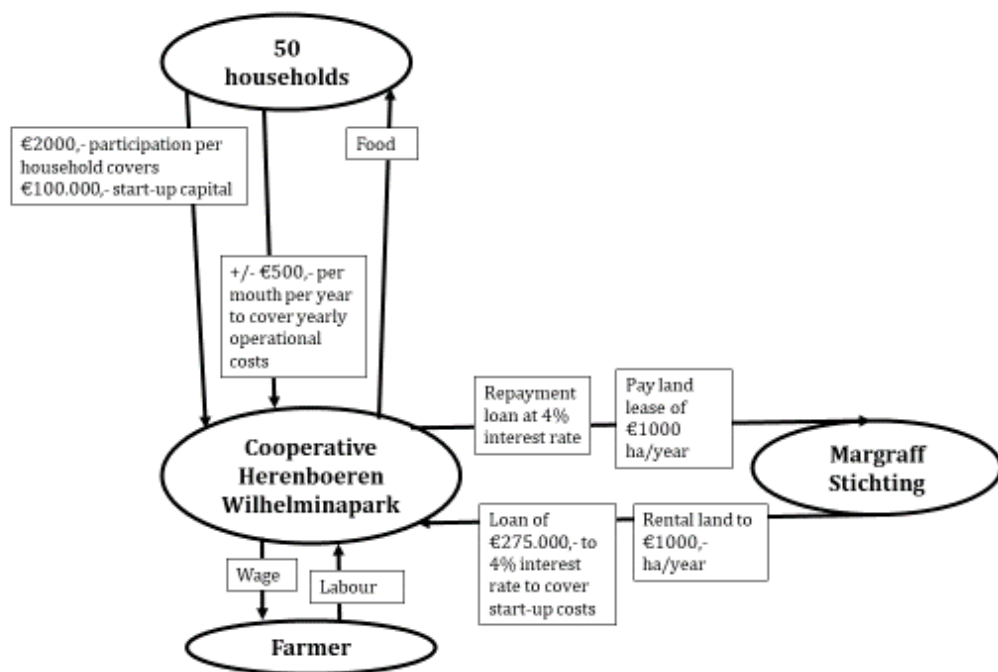 50
households
€2000,- participation per
household covers
€100.000,- start-up capital
Food
+/- €500,- per
mouth per year
to cover yearly
operational
costs
Repayment
loan at 4%
interest rate
Pay land
lease of
€1000
ha/year
Cooperative
Herenboeren
Wilhelminapark
Margraff
Stichting
Loan of
€275.000,- to
4% interest
rate to cover
start-up costs
Rental land to
€1000,-
ha/year
Wage
Labour
Farmer